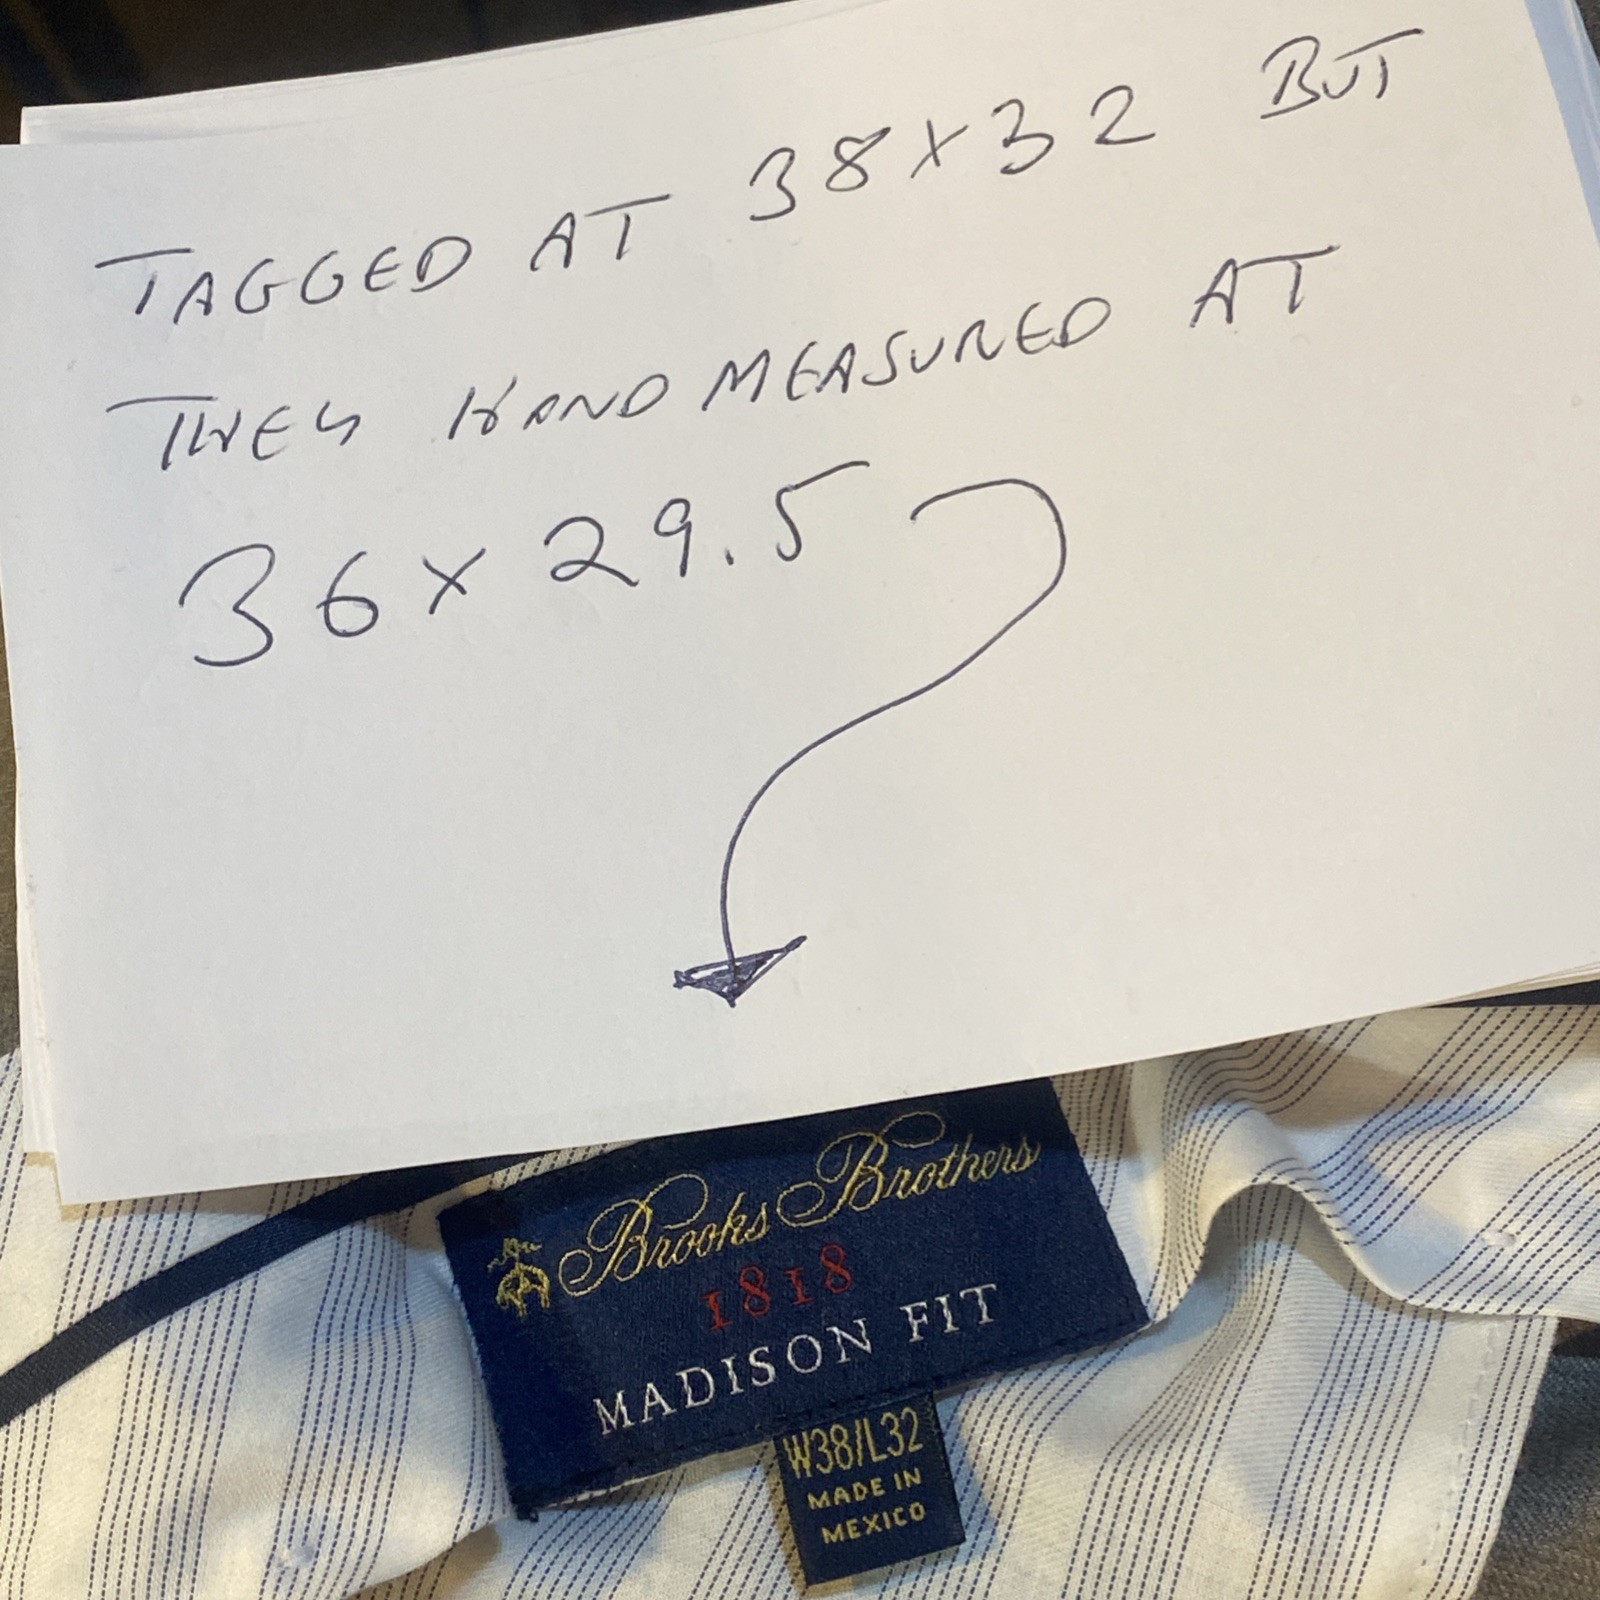 TAGGED AT 38X32 BUT
THEY HAND MEASURED AT
36X29.5
Brooks Brothers
1818
MADISON FIT
W38/L32
MADE IN
MEXICO